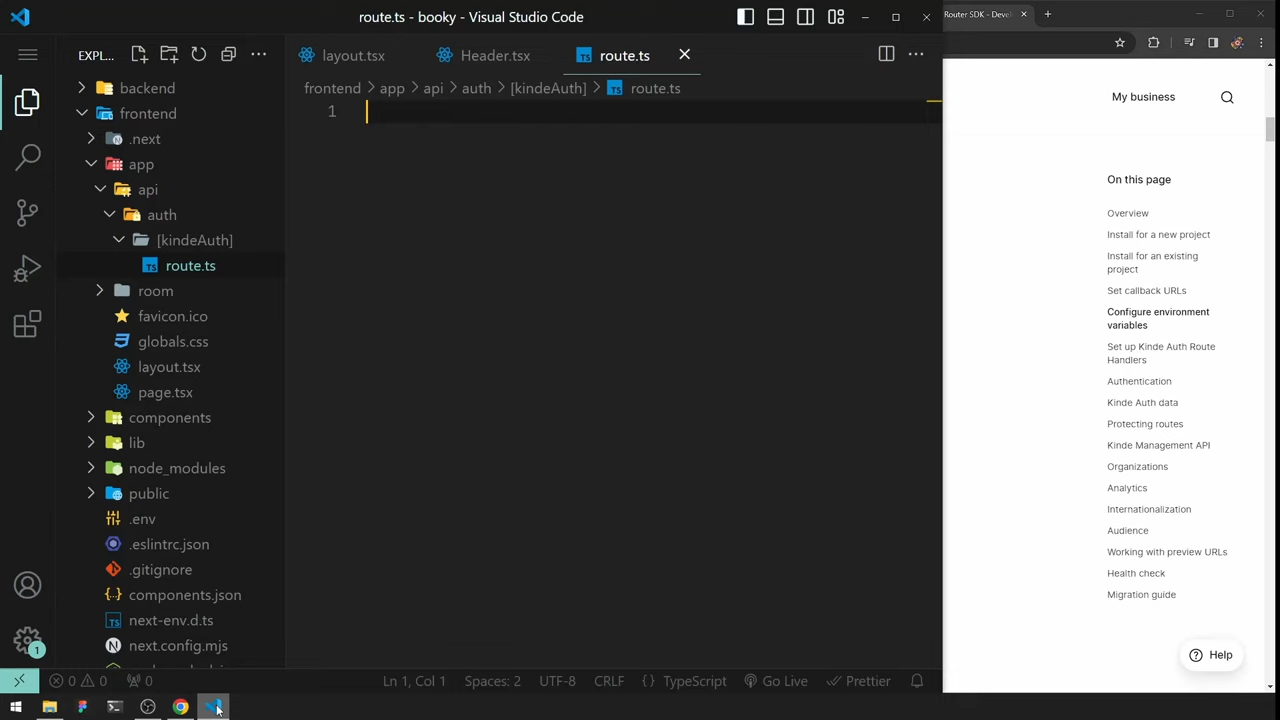 route.ts - booky - Visual Studio Code
EXPL...
layout.tsx
Header.tsx
route.ts
frontend > app > api > auth > [kindeAuth] > route.ts
1
backend
frontend
.next
app
api
auth
[kindeAuth]
route.ts
room
favicon.ico
globals.css
layout.tsx
page.tsx
components
lib
node_modules
public
.env
.eslintrc.json
.gitignore
components.json
next-env.d.ts
next.config.mjs
1
0 0 0
Ln 1, Col 1
Spaces: 2
UTF-8
CRLF
{ } TypeScript
Go Live
Prettier
Router SDK - Devel
My business
On this page
Overview
Install for a new project
Install for an existing
project
Set callback URLs
Configure environment
variables
Set up Kinde Auth Route
Handlers
Authentication
Kinde Auth data
Protecting routes
Kinde Management API
Organizations
Analytics
Internationalization
Audience
Working with preview URLs
Health check
Migration guide
Help